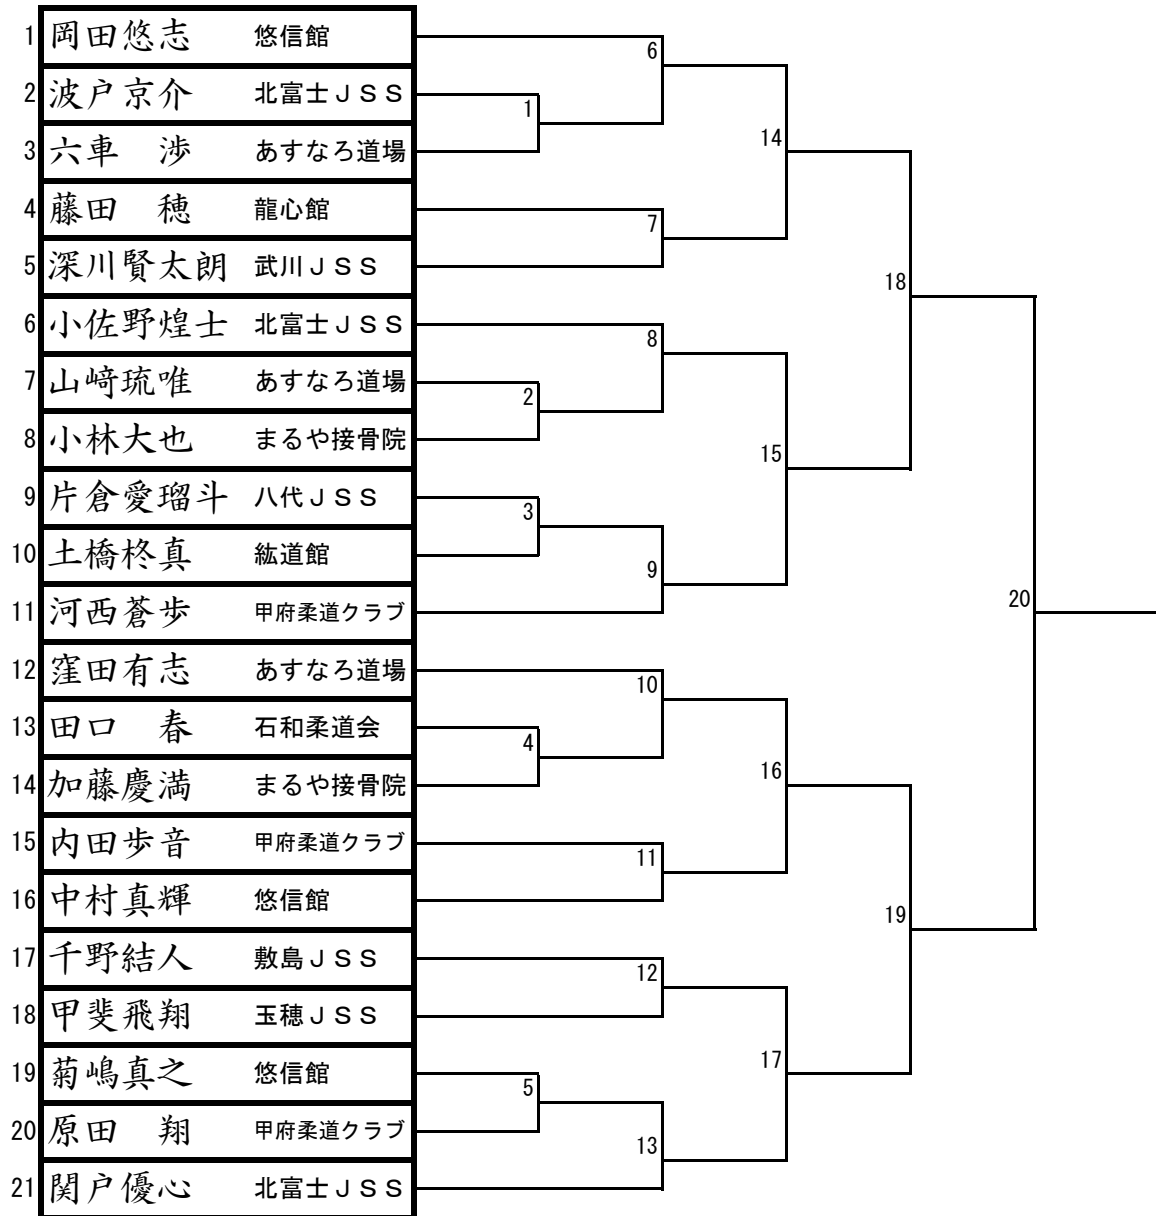 1 岡田悠志 悠信館
6
2 波戸京介 北富士ＪＳＳ
1
3 六車　渉 あすなろ道場
14
4 藤田　穂 龍心館
7
5 深川賢太朗 武川ＪＳＳ
18
6 小佐野煌士 北富士ＪＳＳ
8
7 山﨑琉唯 あすなろ道場
2
8 小林大也 まるや接骨院
15
9 片倉愛瑠斗 八代ＪＳＳ
3
10 土橋柊真 紘道館
9
11 河西蒼歩 甲府柔道クラブ
20
12 窪田有志 あすなろ道場
10
13 田口　春 石和柔道会
4
14 加藤慶満 まるや接骨院
16
15 内田歩音 甲府柔道クラブ
11
16 中村真輝 悠信館
19
17 千野結人 敷島ＪＳＳ
12
18 甲斐飛翔 玉穂ＪＳＳ
17
19 菊嶋真之 悠信館
5
20 原田　翔 甲府柔道クラブ
13
21 関戸優心 北富士ＪＳＳ